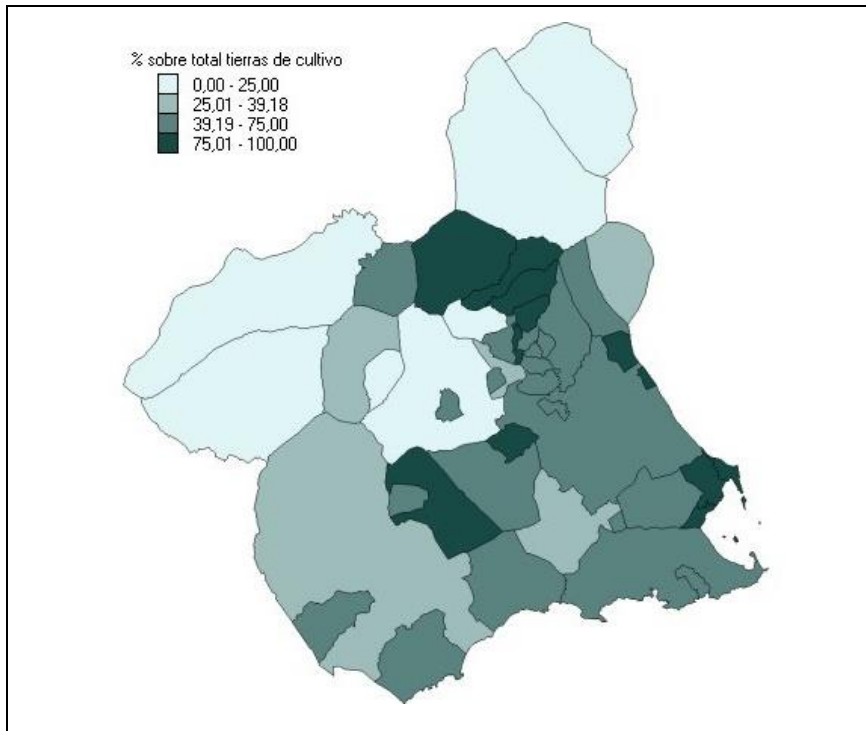 % sobre total tierras de cultivo
0,00 - 25,00
25,01 - 39,18
39,19 - 75,00
75,01 - 100,00